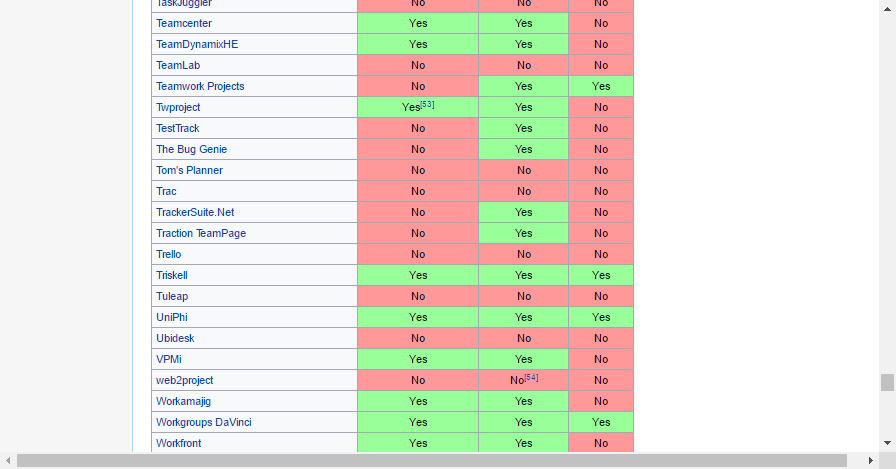 TaskJuggler No No No
Teamcenter Yes Yes No
TeamDynamixHE Yes Yes No
TeamLab No No No
Teamwork Projects No Yes Yes
Twproject Yes[53] Yes No
TestTrack No Yes No
The Bug Genie No Yes No
Tom's Planner No No No
Trac No No No
TrackerSuite.Net No Yes No
Traction TeamPage No Yes No
Trello No No No
Triskell Yes Yes Yes
Tuleap No No No
UniPhi Yes Yes Yes
Ubidesk No No No
VPMi Yes Yes No
web2project No No[54] No
Workamajig Yes Yes No
Workgroups DaVinci Yes Yes Yes
Workfront Yes Yes No